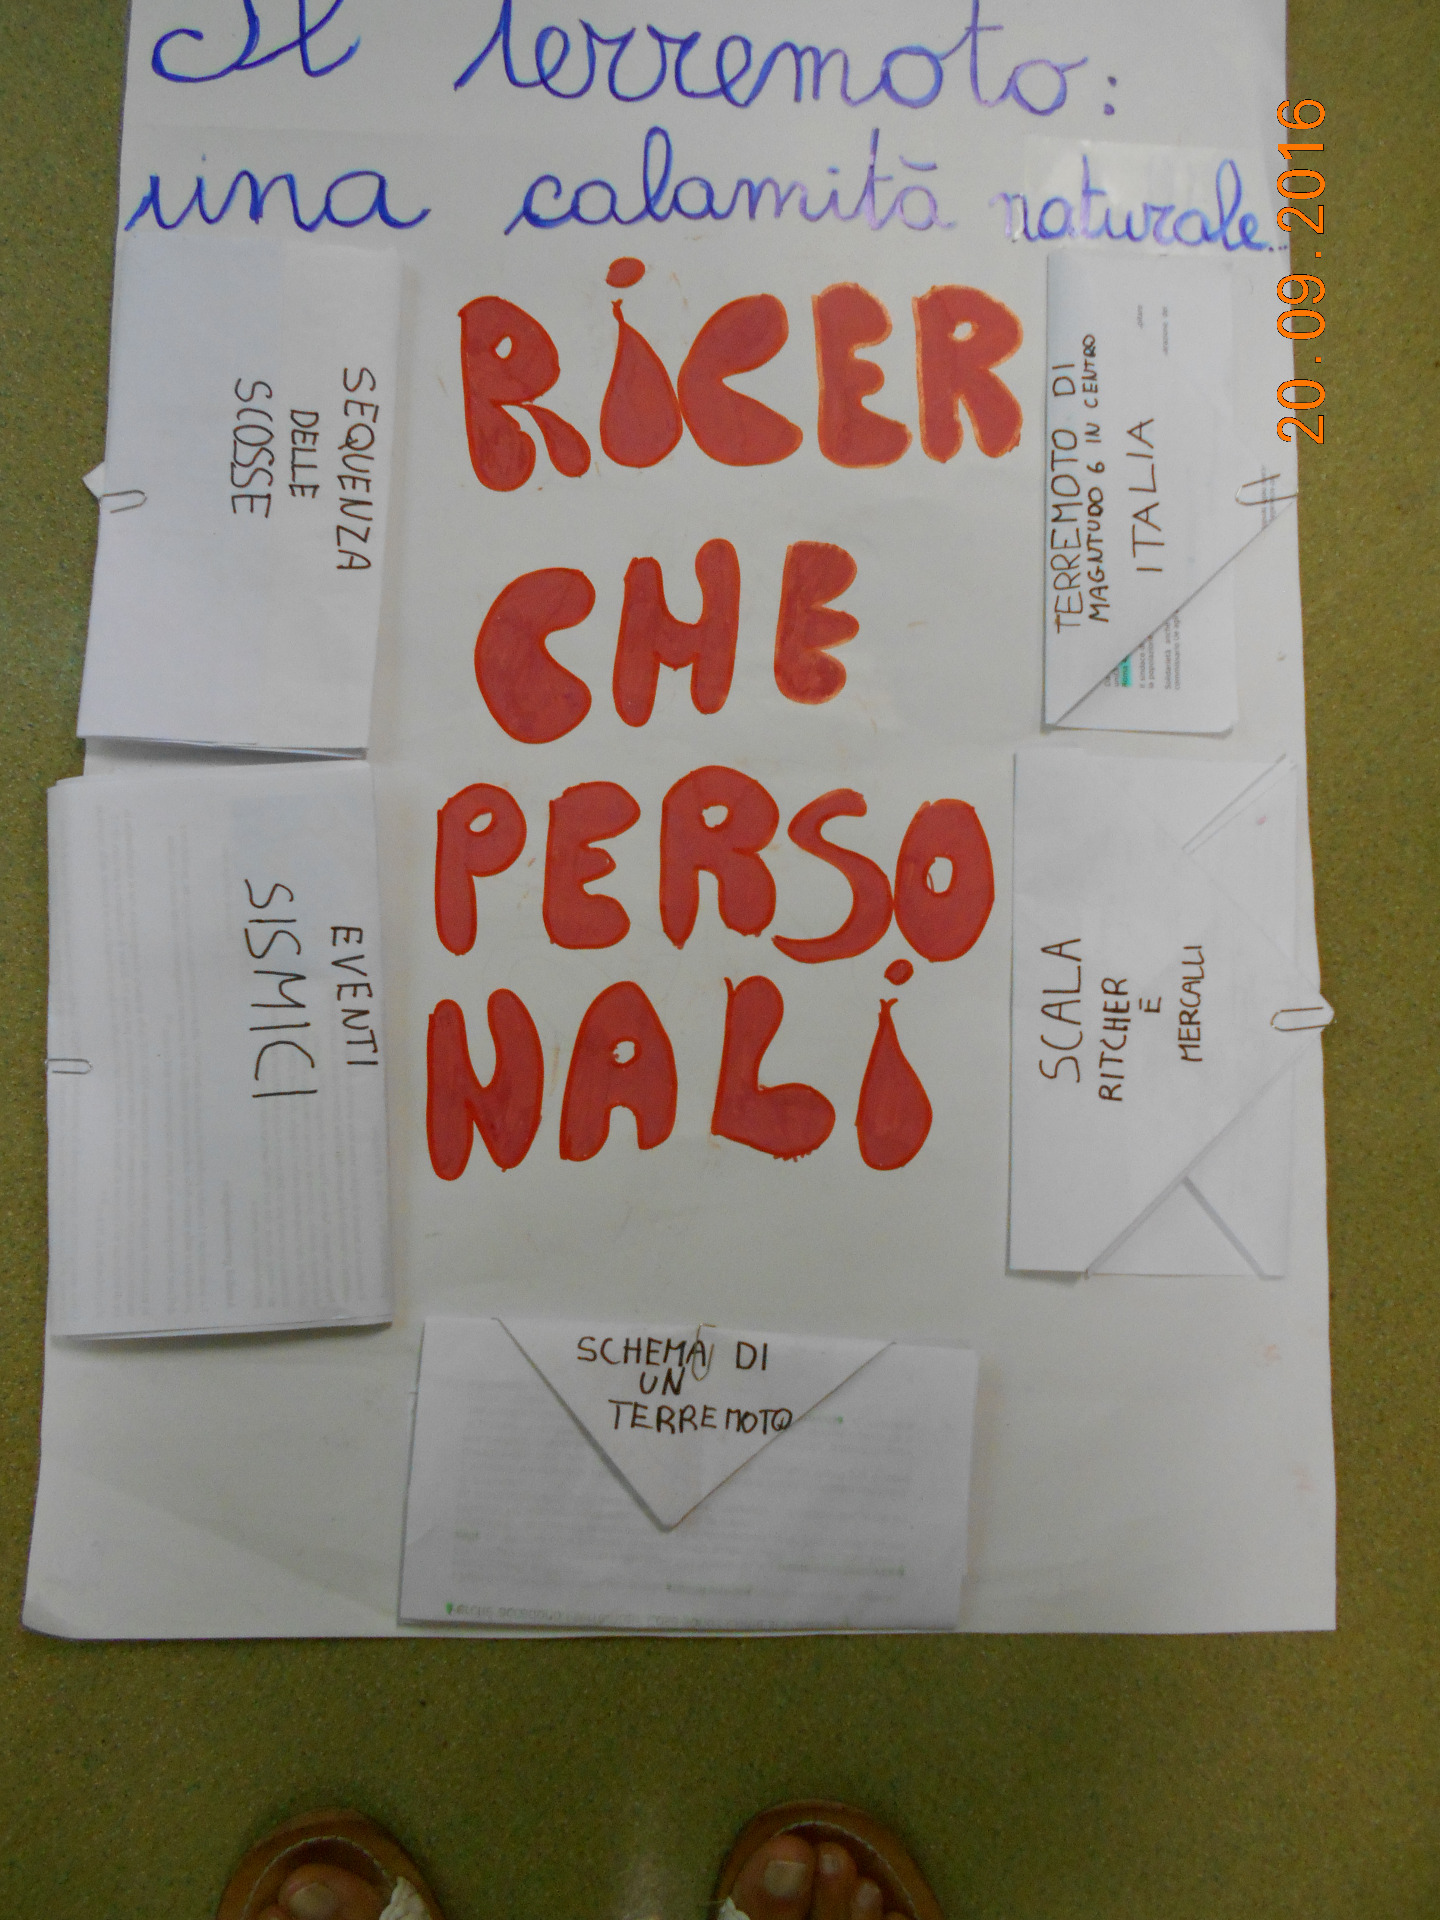 Il terremoto:
una calamità naturale...
RiCER
CHE
PERSO
NALi
SEQUENZA
DELLE
SCOSSE
EVENTI
SISMICI
TERREMOTO DI
MAGNTUDO 6 IN CENTRO
ITALIA
SCALA
RITCHER
E
MERCALLI
SCHEMA DI
UN
TERREMOTO
20.09.2016